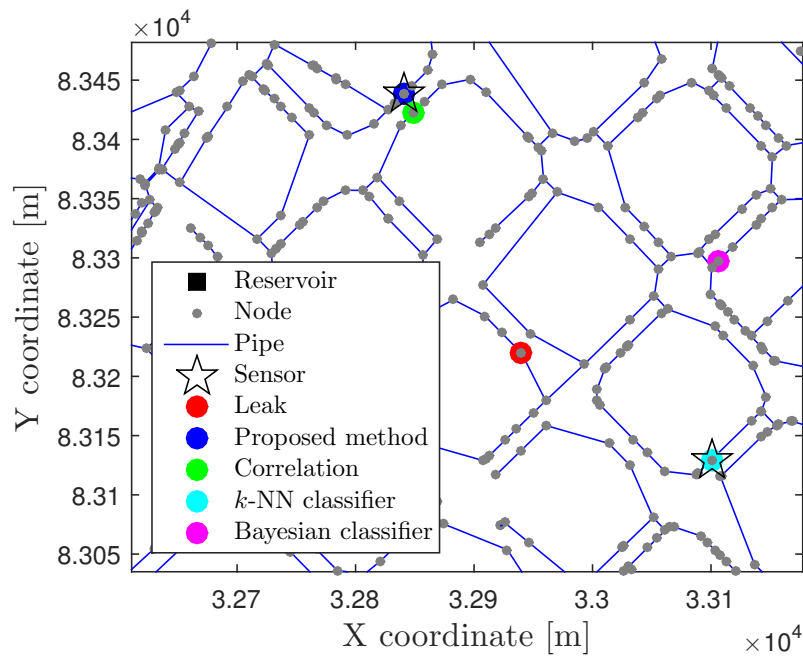 ×10⁴
8.345
8.34
8.335
8.33
8.325
8.32
8.315
8.31
8.305
Y coordinate [m]
Reservoir
Node
Pipe
Sensor
Leak
Proposed method
Correlation
k-NN classifier
Bayesian classifier
3.27 3.28 3.29 3.3 3.31
X coordinate [m]
×10⁴